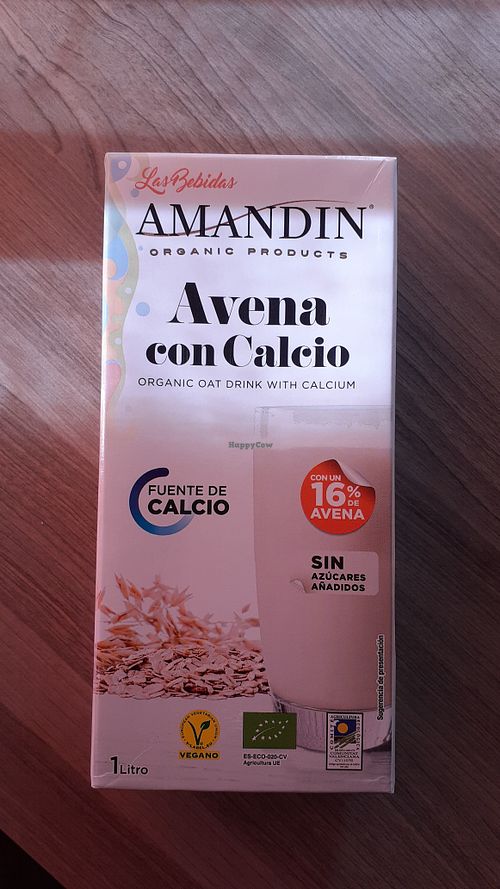 Las Bebidas
AMANDIN®
ORGANIC PRODUCTS
Avena
con Calcio
ORGANIC OAT DRINK WITH CALCIUM
HappyCow
FUENTE DE
CALCIO
CON UN
16% DE
AVENA
SIN
AZÚCARES
AÑADIDOS
Sugerencia de presentación
V-LABEL
VEGANO
ES-ECO-020-CV
Agricultura UE
1 Litro